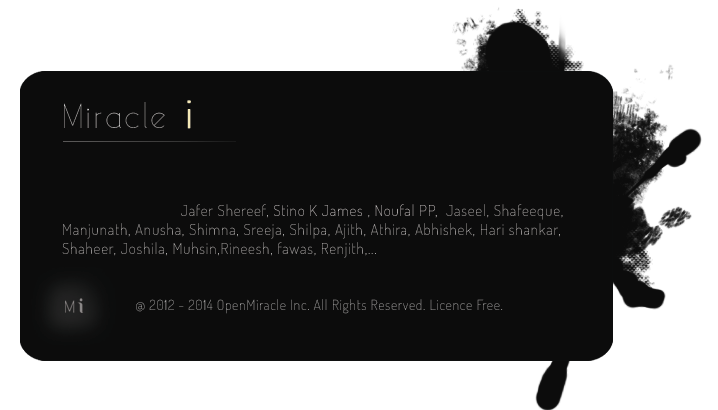 Miracle i
Jafer Shereef, Stino K James , Noufal PP, Jaseel, Shafeeque,
Manjunath, Anusha, Shimna, Sreeja, Shilpa, Ajith, Athira, Abhishek, Hari shankar,
Shaheer, Joshila, Muhsin,Rineesh, fawas, Renjith,...
Mi
@ 2012 - 2014 OpenMiracle Inc. All Rights Reserved. Licence Free.